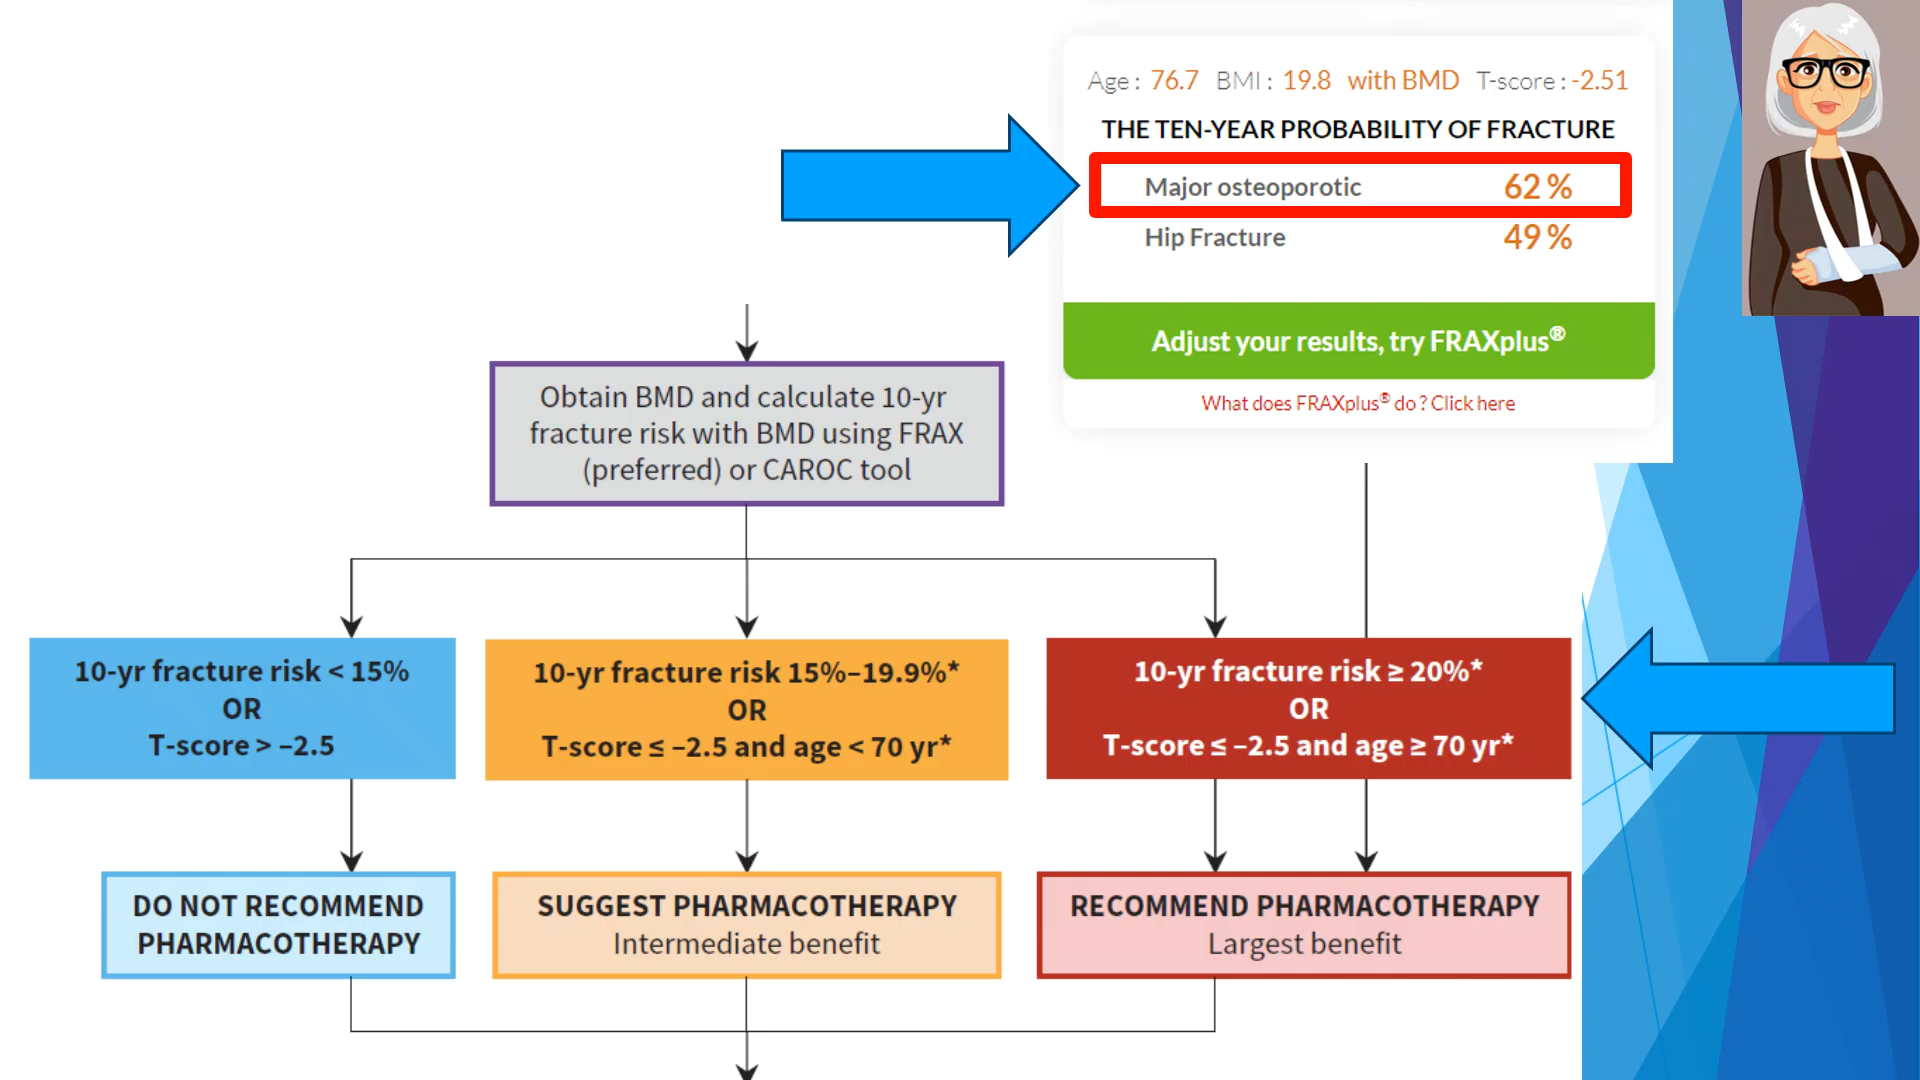 Age : 76.7 BMI : 19.8 with BMD T-score : -2.51
THE TEN-YEAR PROBABILITY OF FRACTURE
Major osteoporotic 62 %
Hip Fracture 49 %
Adjust your results, try FRAXplus®
What does FRAXplus® do ? Click here
Obtain BMD and calculate 10-yr
fracture risk with BMD using FRAX
(preferred) or CAROC tool
10-yr fracture risk < 15%
OR
T-score > –2.5
10-yr fracture risk 15%–19.9%*
OR
T-score ≤ –2.5 and age < 70 yr*
10-yr fracture risk ≥ 20%*
OR
T-score ≤ –2.5 and age ≥ 70 yr*
DO NOT RECOMMEND
PHARMACOTHERAPY
SUGGEST PHARMACOTHERAPY
Intermediate benefit
RECOMMEND PHARMACOTHERAPY
Largest benefit